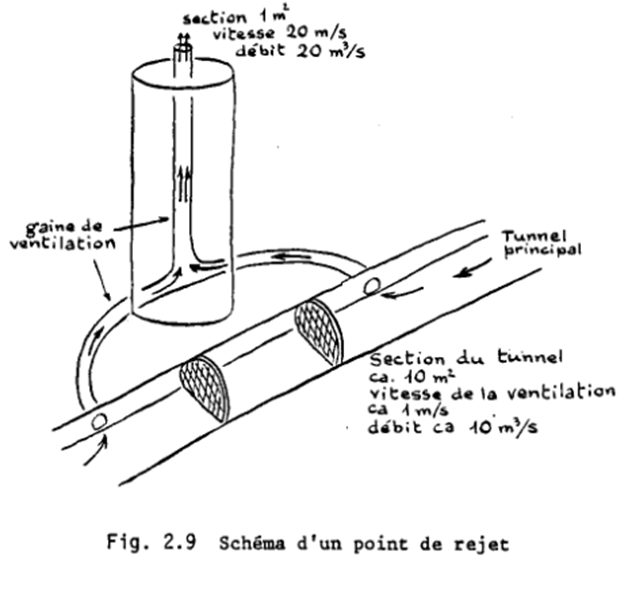 section 1 m²
vitesse 20 m/s
débit 20 m³/s
gaine de
ventilation
Tunnel
principal
Section du tunnel
ca. 10 m²
vitesse de la ventilation
ca 1 m/s
débit ca 10 m³/s
Fig. 2.9 Schéma d'un point de rejet